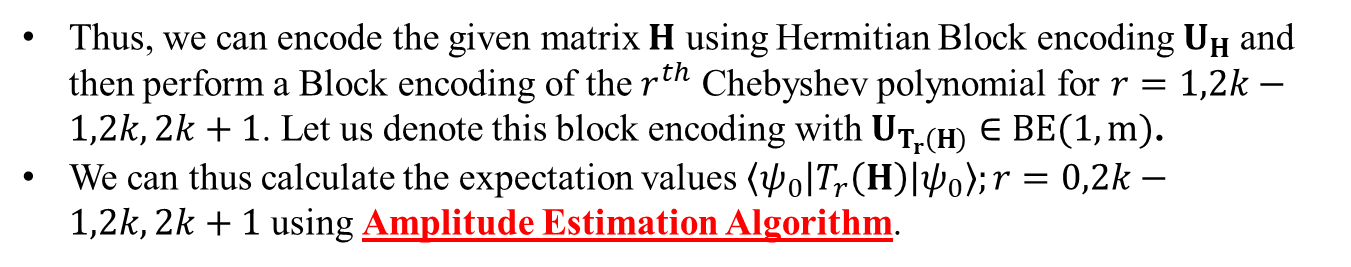 • Thus, we can encode the given matrix H using Hermitian Block encoding U_H and
then perform a Block encoding of the r^th Chebyshev polynomial for r = 1,2k −
1,2k, 2k + 1. Let us denote this block encoding with U_{T_r(H)} ∈ BE(1, m).
• We can thus calculate the expectation values ⟨ψ_0|T_r(H)|ψ_0⟩; r = 0,2k −
1,2k, 2k + 1 using Amplitude Estimation Algorithm.